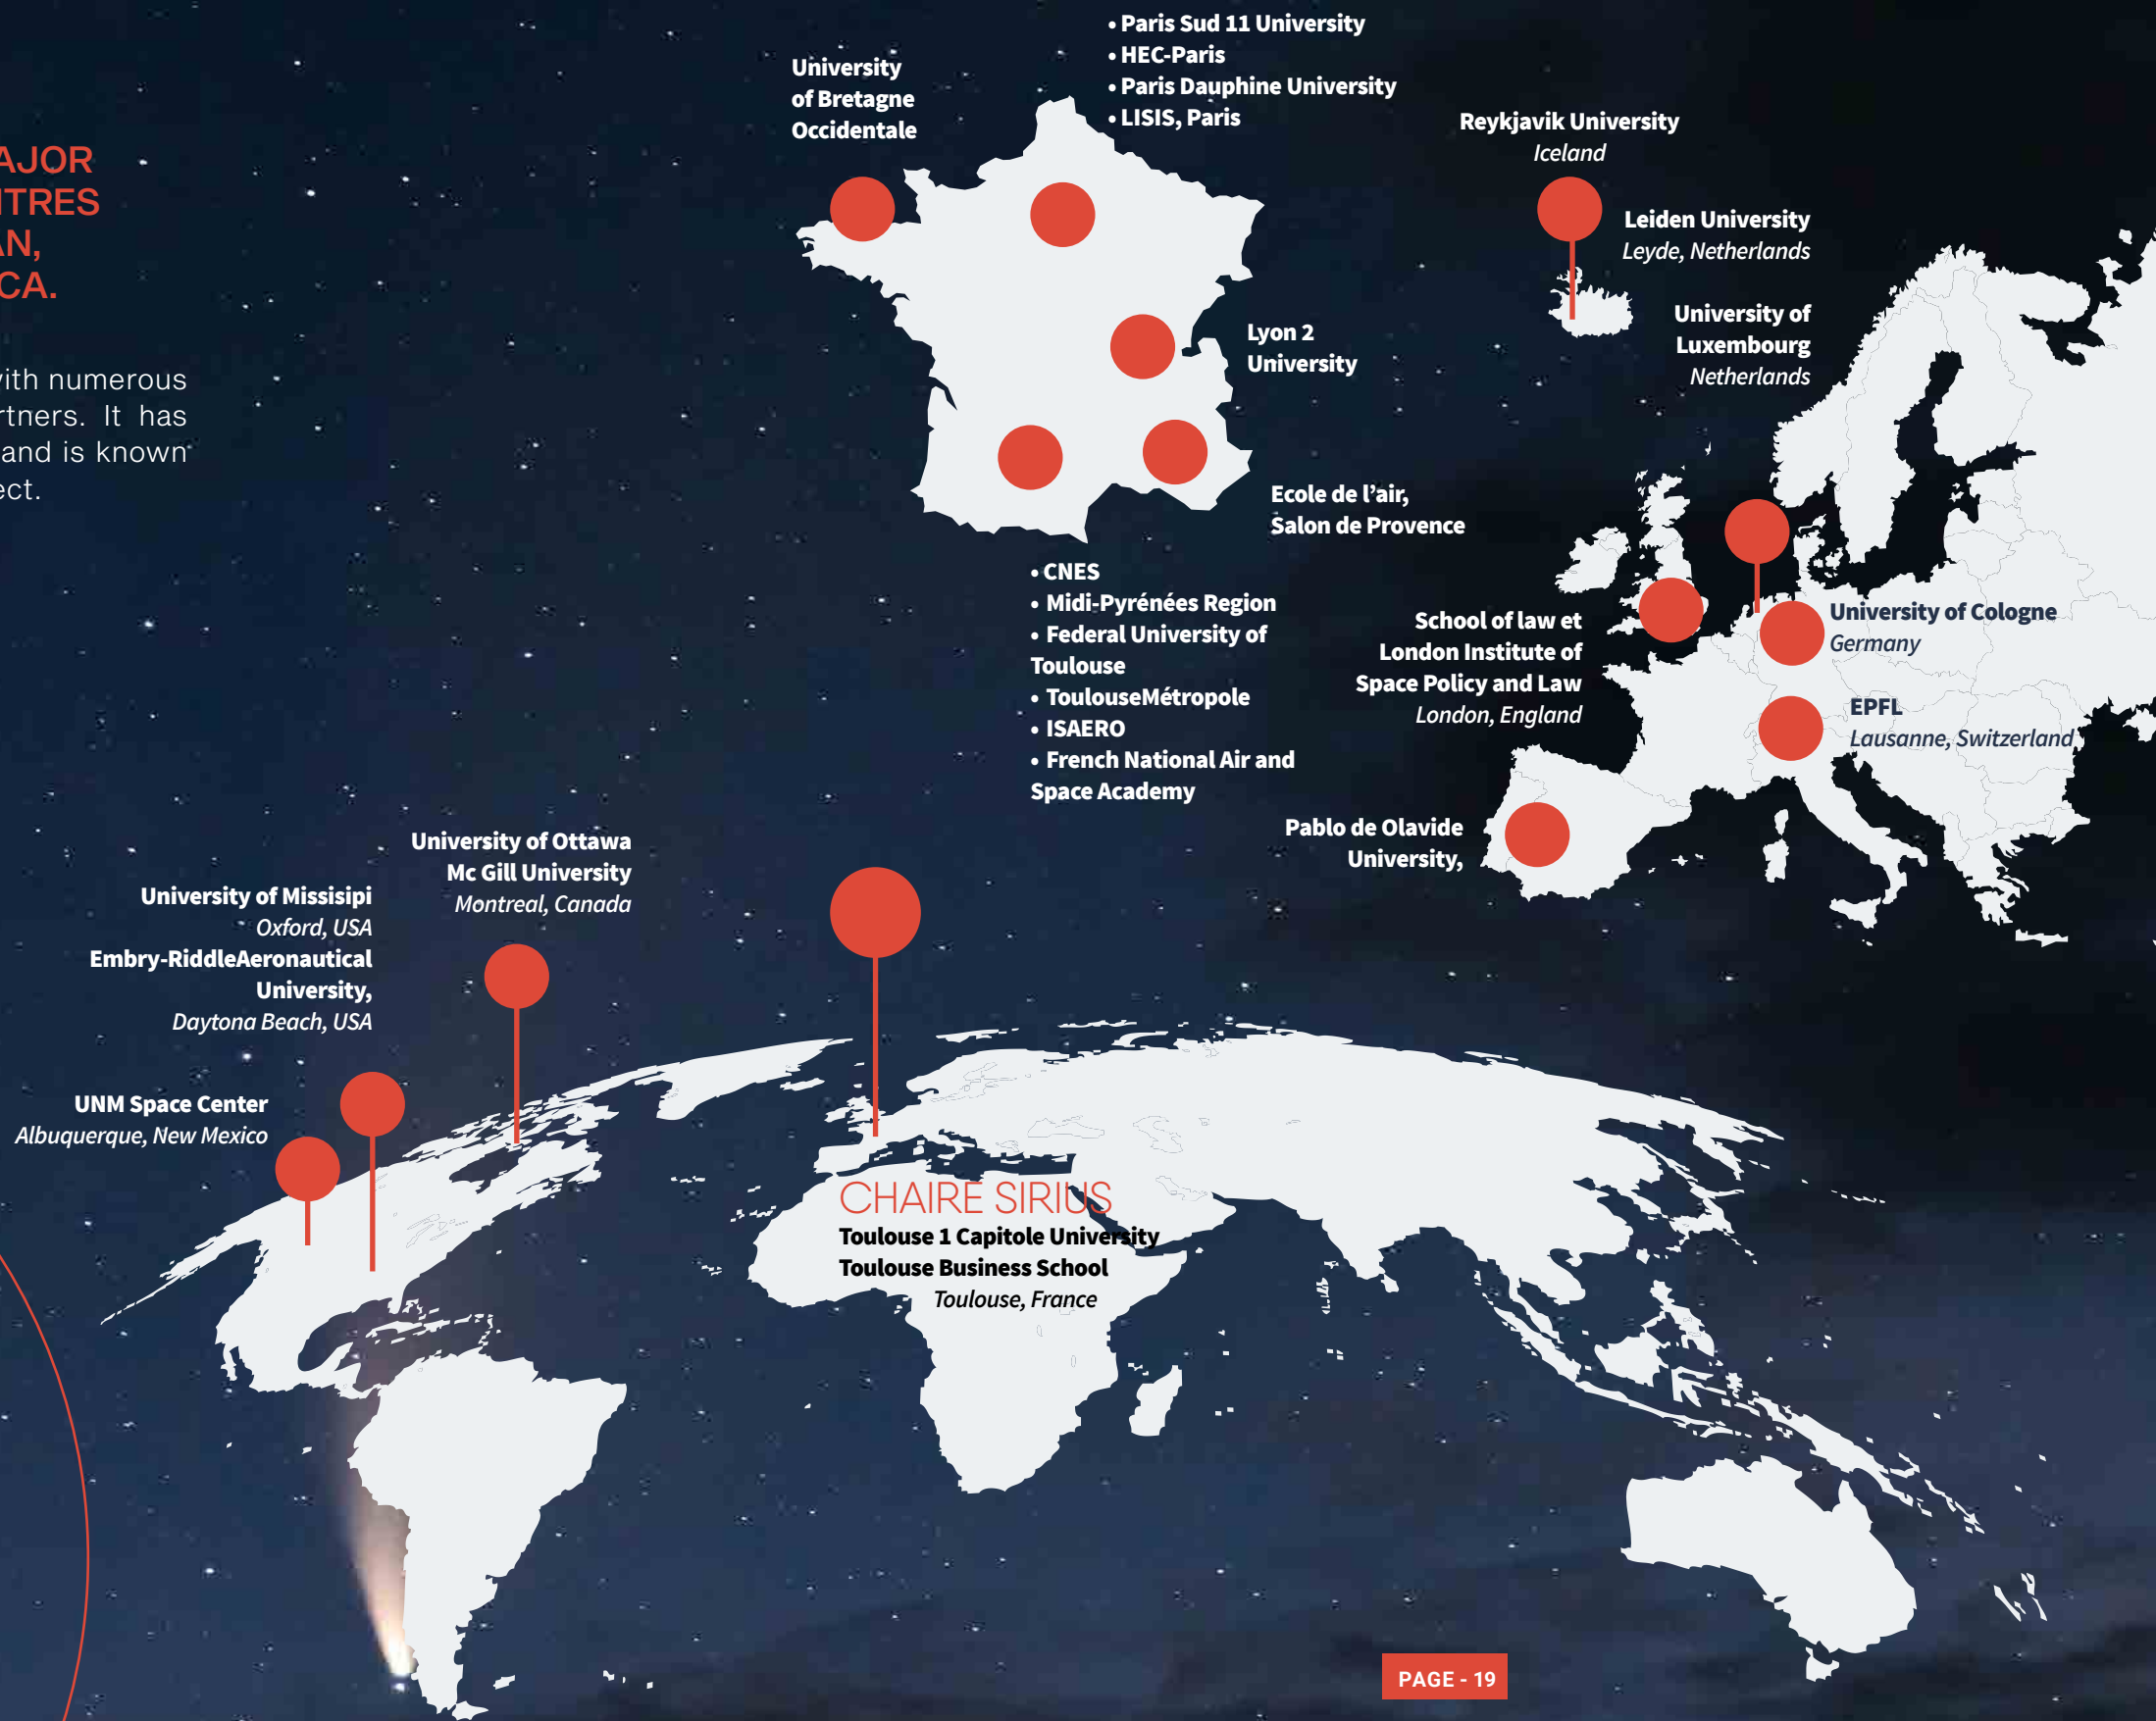 AJOR
TRES
AN,
CA.
with numerous
rtners. It has
and is known
ect.
University
of Bretagne
Occidentale
• Paris Sud 11 University
• HEC-Paris
• Paris Dauphine University
• LISIS, Paris
Lyon 2
University
Ecole de l’air,
Salon de Provence
• CNES
• Midi-Pyrénées Region
• Federal University of
Toulouse
• ToulouseMétropole
• ISAERO
• French National Air and
Space Academy
Reykjavik University
Iceland
Leiden University
Leyde, Netherlands
University of
Luxembourg
Netherlands
School of law et
London Institute of
Space Policy and Law
London, England
University of Cologne
Germany
EPFL
Lausanne, Switzerland
Pablo de Olavide
University,
University of Ottawa
Mc Gill University
Montreal, Canada
University of Missisipi
Oxford, USA
Embry-RiddleAeronautical
University,
Daytona Beach, USA
UNM Space Center
Albuquerque, New Mexico
CHAIRE SIRIUS
Toulouse 1 Capitole University
Toulouse Business School
Toulouse, France
PAGE - 19